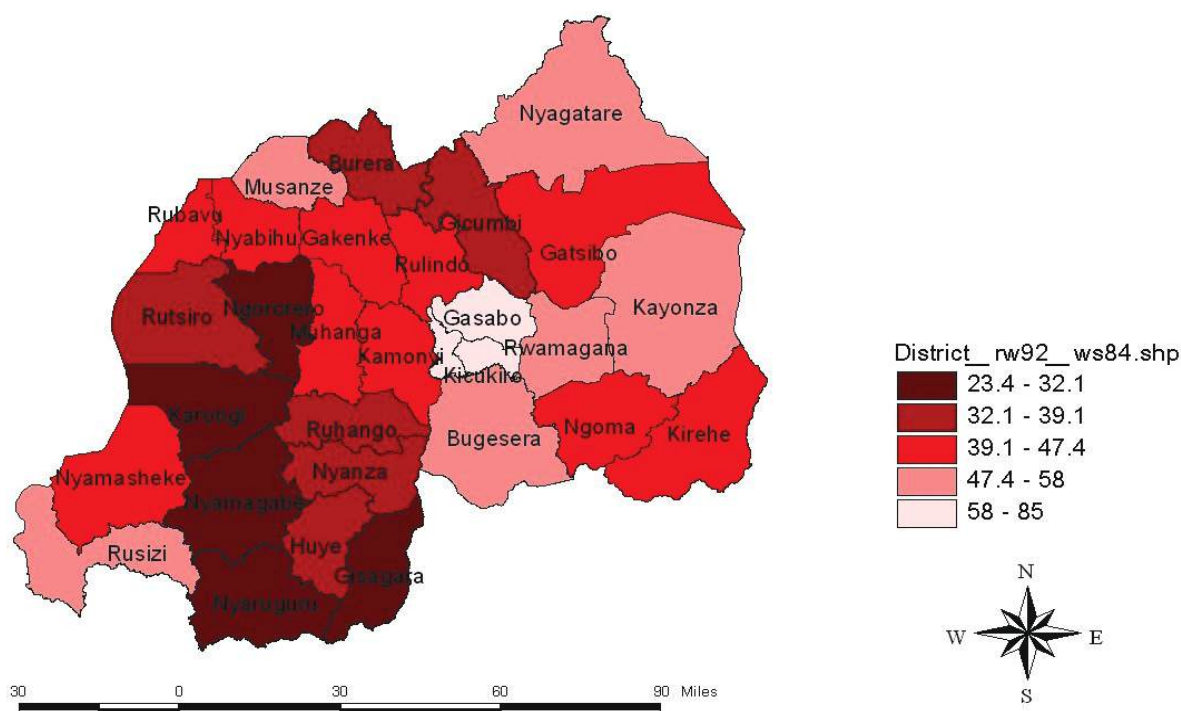 Nyagatare
Burera
Musanze
Rubavu
Nyabihu
Gakenke
Gicumbi
Rulindo
Gatsibo
Rutsiro
Ngororero
Muhanga
Kamonyi
Gasabo
Kayonza
Rwamagana
Kicukiro
Karongi
Ruhango
Bugesera
Ngoma
Kirehe
Nyamasheke
Nyanza
Nyamagabe
Huye
Rusizi
Gisagara
Nyaruguru
District_rw92_ws84.shp
23.4 - 32.1
32.1 - 39.1
39.1 - 47.4
47.4 - 58
58 - 85
N
W E
S
30 0 30 60 90 Miles